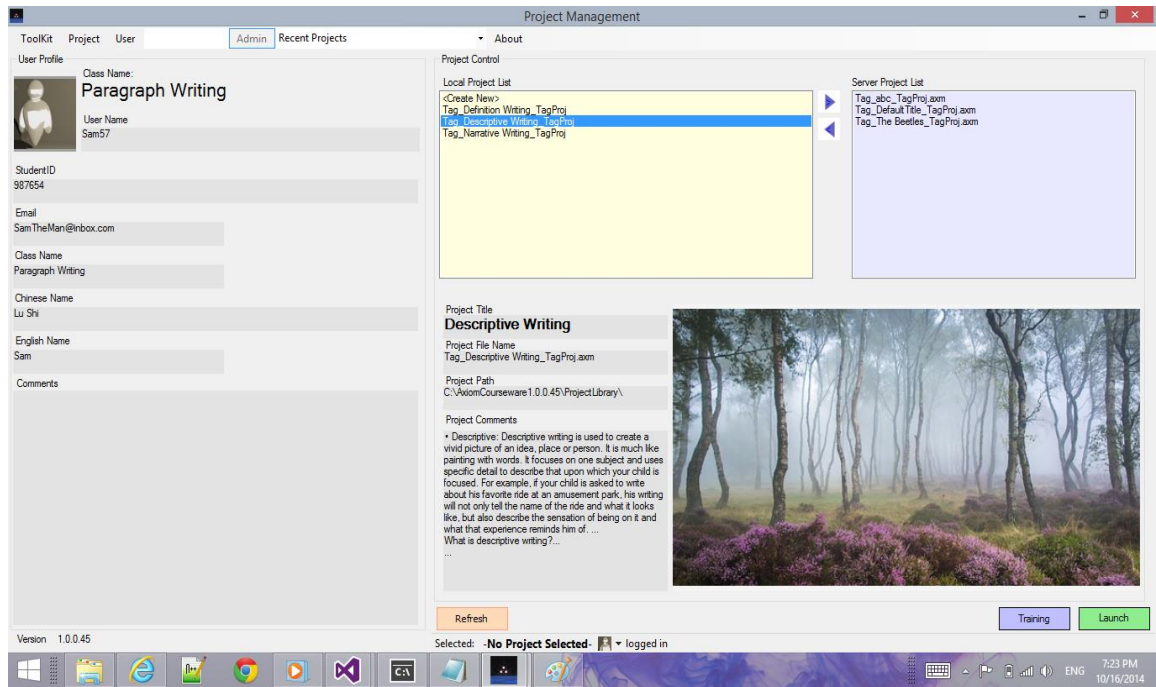 Project Management
ToolKit Project User Admin Recent Projects About
User Profile
Class Name:
Paragraph Writing
User Name
Sam57
StudentID
987654
Email
SamTheMan@inbox.com
Class Name
Paragraph Writing
Chinese Name
Lu Shi
English Name
Sam
Comments
Version 1.0.0.45
Project Control
Local Project List
<Create New>
Tag_Definition Writing_TagProj
Tag_Descriptive Writing_TagProj
Tag_Narrative Writing_TagProj
Server Project List
Tag_abc_TagProj.axm
Tag_DefaultTitle_TagProj.axm
Tag_The Beetles_TagProj.axm
Project Title
Descriptive Writing
Project File Name
Tag_Descriptive Writing_TagProj.axm
Project Path
C:\AxiomCourseware1.0.0.45\ProjectLibrary\
Project Comments
• Descriptive: Descriptive writing is used to create a
vivid picture of an idea, place or person. It is much like
painting with words. It focuses on one subject and uses
specific detail to describe that upon which your child is
focused. For example, if your child is asked to write
about his favorite ride at an amusement park, his writing
will not only tell the name of the ride and what it looks
like, but also describe the sensation of being on it and
what that experience reminds him of. ...
What is descriptive writing?...
...
Refresh Training Launch
Selected: -No Project Selected- logged in
n++ C:\ ENG 7:23 PM
10/16/2014